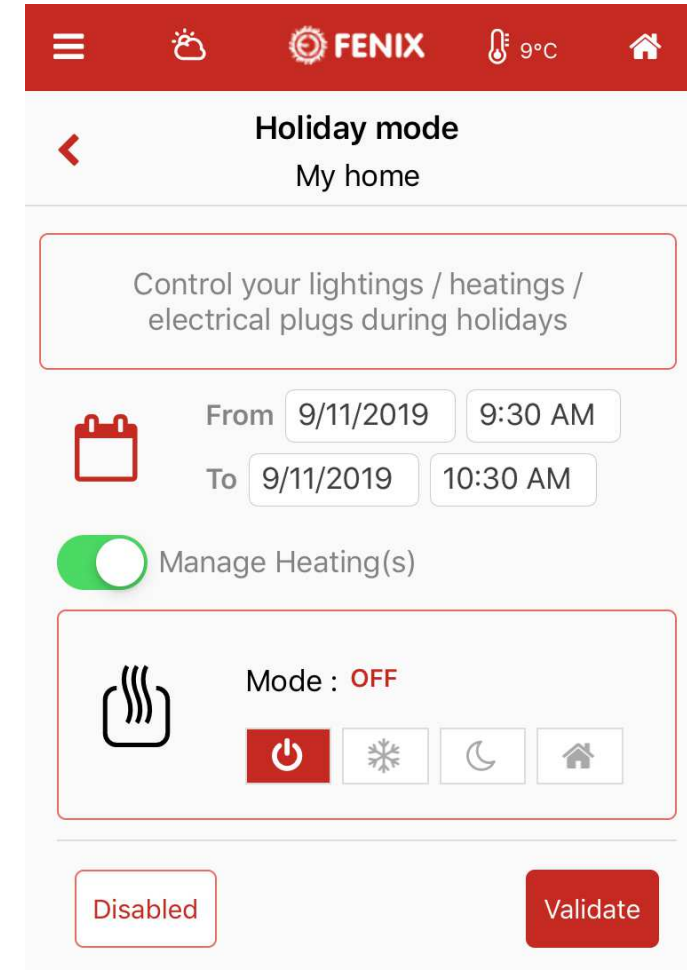 FENIX 9°C
Holiday mode
My home
Control your lightings / heatings /
electrical plugs during holidays
From 9/11/2019 9:30 AM
To 9/11/2019 10:30 AM
Manage Heating(s)
Mode : OFF
Disabled Validate